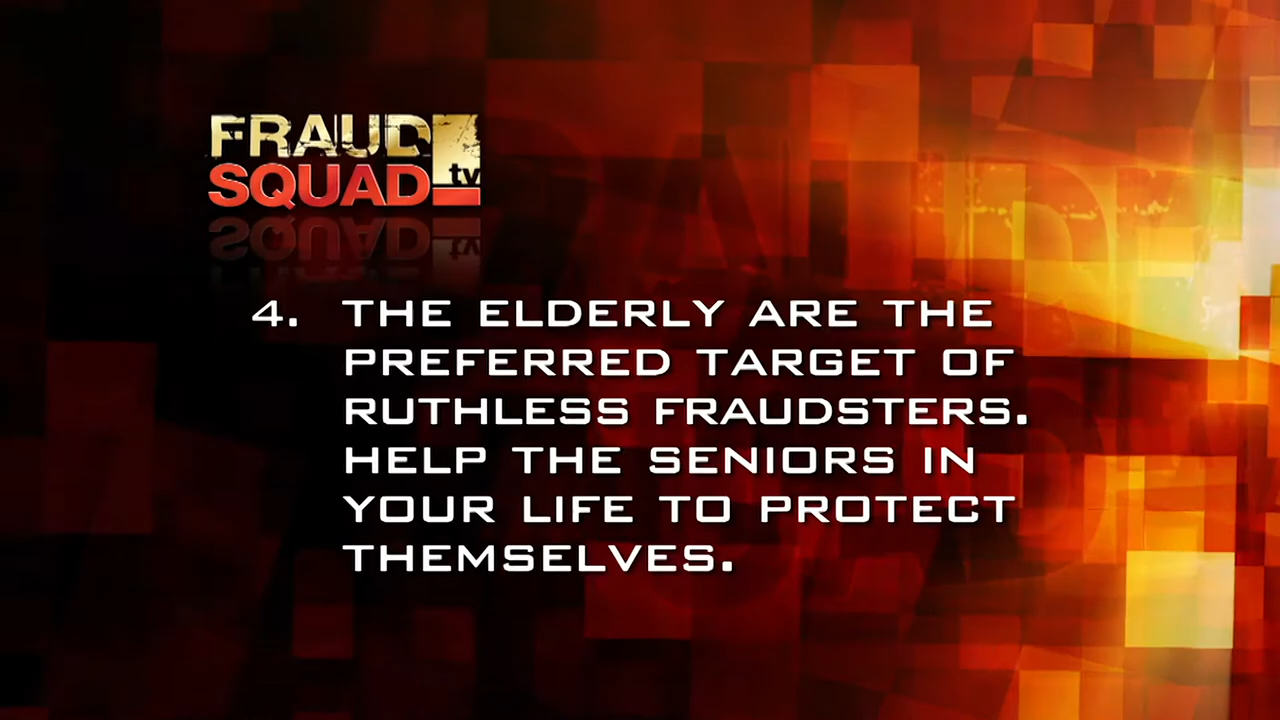 FRAUD
SQUAD
tv
4. THE ELDERLY ARE THE
PREFERRED TARGET OF
RUTHLESS FRAUDSTERS.
HELP THE SENIORS IN
YOUR LIFE TO PROTECT
THEMSELVES.